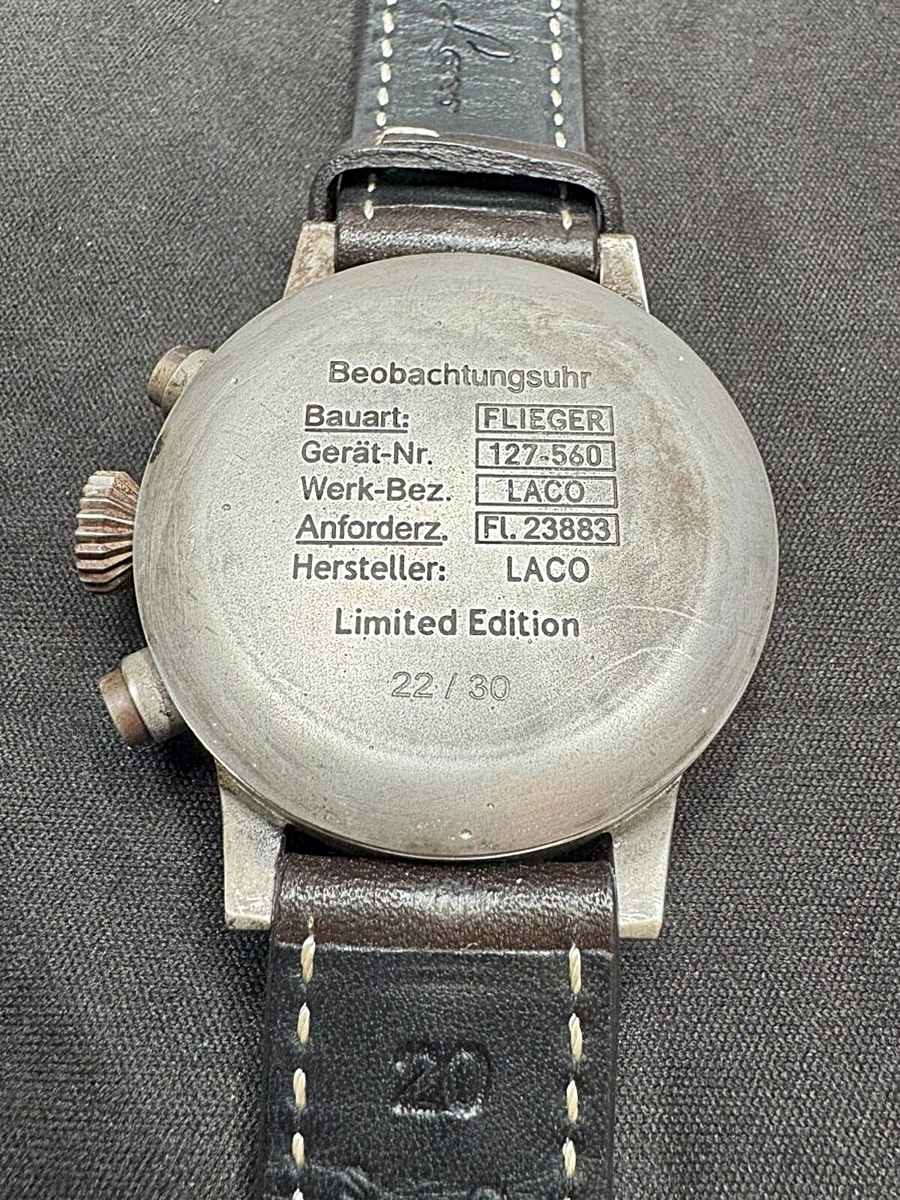 Beobachtungsuhr
Bauart: FLIEGER
Gerät-Nr. 127-560
Werk-Bez. LACO
Anforderz. Fl. 23883
Hersteller: LACO
Limited Edition
22 / 30
20